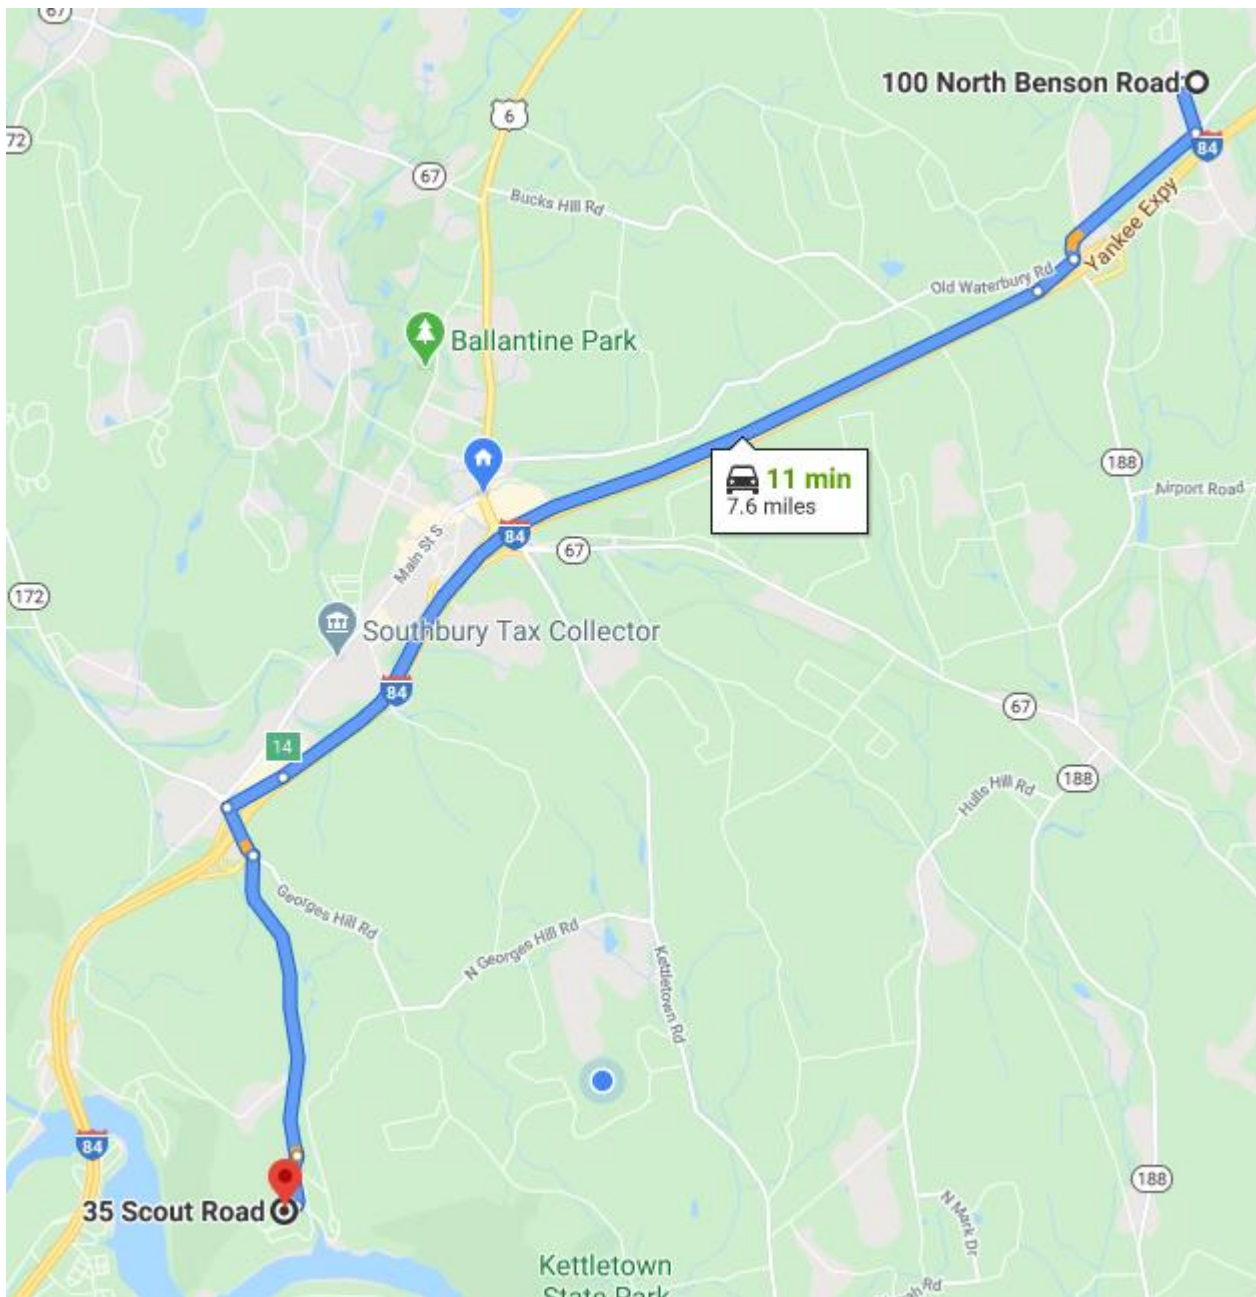 67
100 North Benson Road
6
84
72
67
Bucks Hill Rd
Yankee Expy
Old Waterbury Rd
Ballantine Park
188
11 min
7.6 miles
Airport Road
84
67
Main St S
172
Southbury Tax Collector
84
67
14
188
Hulls Hill Rd
Georges Hill Rd
N Georges Hill Rd
Kettletown Rd
84
188
35 Scout Road
N Mark Dr
Kettletown
State Park
Rd